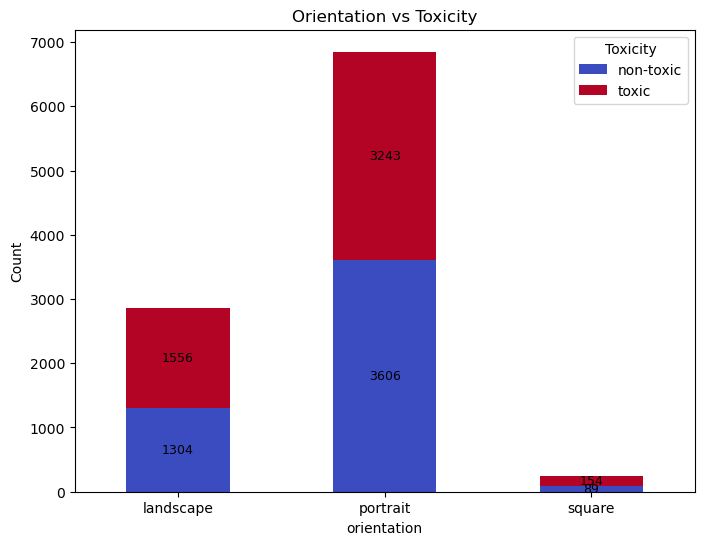 Orientation vs Toxicity
Toxicity
non-toxic
toxic
Count
7000
6000
5000
4000
3000
2000
1000
0
1556
1304
3243
3606
154
89
landscape
portrait
square
orientation